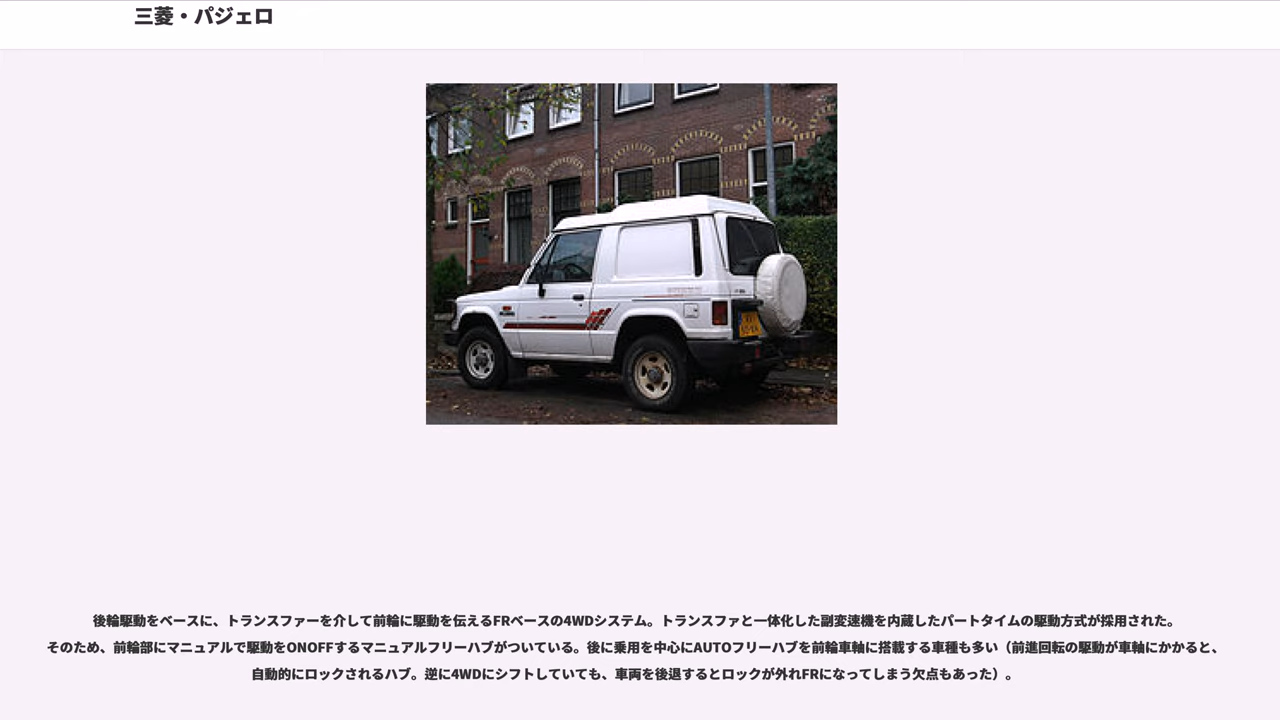 三菱・パジェロ
後輪駆動をベースに、トランスファーを介して前輪に駆動を伝えるFRベースの4WDシステム。トランスファと一体化した副変速機を内蔵したパートタイムの駆動方式が採用された。
そのため、前輪部にマニュアルで駆動をONOFFするマニュアルフリーハブがついている。後に乗用を中心にAUTOフリーハブを前輪車軸に搭載する車種も多い（前進回転の駆動が車軸にかかると、
自動的にロックされるハブ。逆に4WDにシフトしていても、車両を後退するとロックが外れFRになってしまう欠点もあった）。